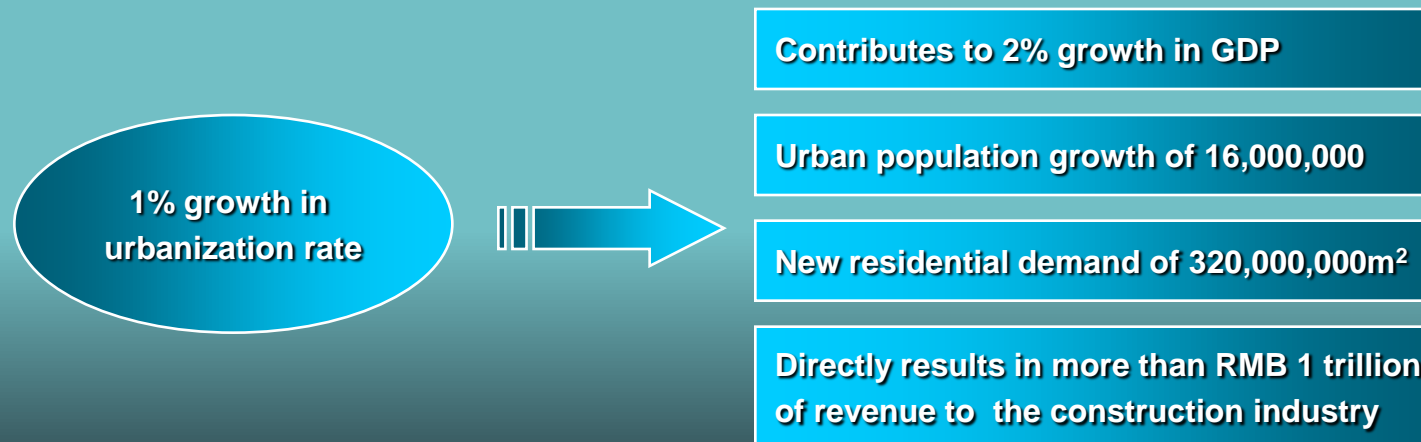 1% growth in
urbanization rate
Contributes to 2% growth in GDP
Urban population growth of 16,000,000
New residential demand of 320,000,000m²
Directly results in more than RMB 1 trillion
of revenue to the construction industry